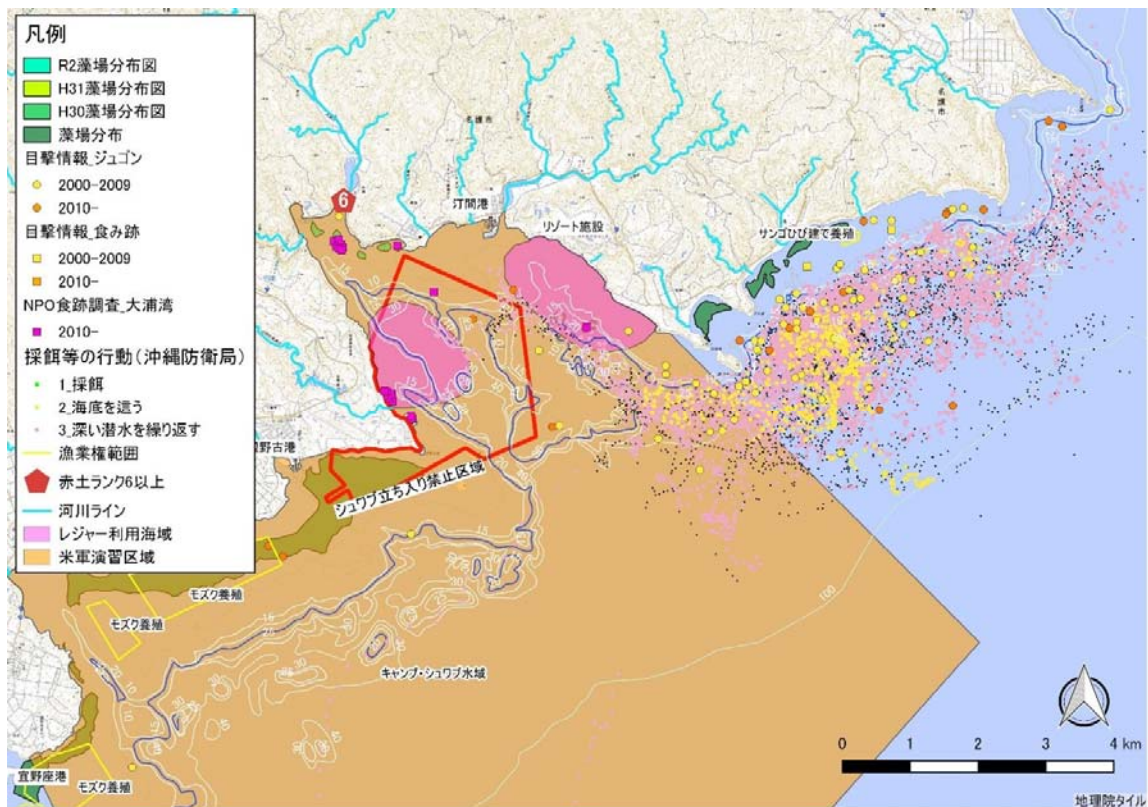 凡例
R2藻場分布図
H31藻場分布図
H30藻場分布図
藻場分布
目撃情報_ジュゴン
2000-2009
2010-
目撃情報_食み跡
2000-2009
2010-
NPO食跡調査_大浦湾
2010-
採餌等の行動(沖縄防衛局)
1_採餌
2_海底を這う
3_深い潜水を繰り返す
漁業権範囲
赤土ランク6以上
河川ライン
レジャー利用海域
米軍演習区域
名護市
名護市
6
汀間港
リゾート施設
サンゴひび建て養殖
シュワブ立ち入り禁止区域
モズク養殖
モズク養殖
キャンプ・シュワブ水域
100
宜野座港
モズク養殖
0 1 2 3 4 km
地理院タイル